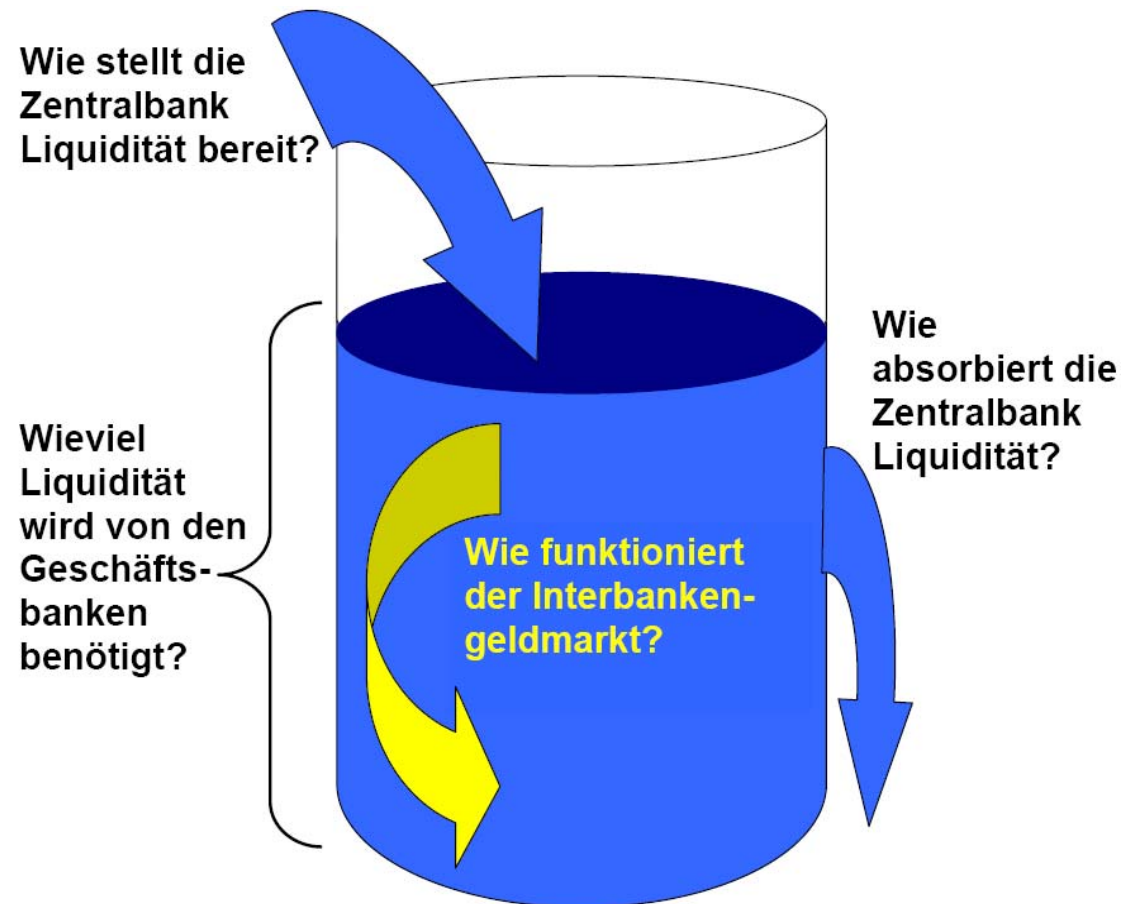 Wie stellt die
Zentralbank
Liquidität bereit?
Wieviel
Liquidität
wird von den
Geschäfts-
banken
benötigt?
Wie funktioniert
der Interbanken-
geldmarkt?
Wie
absorbiert die
Zentralbank
Liquidität?